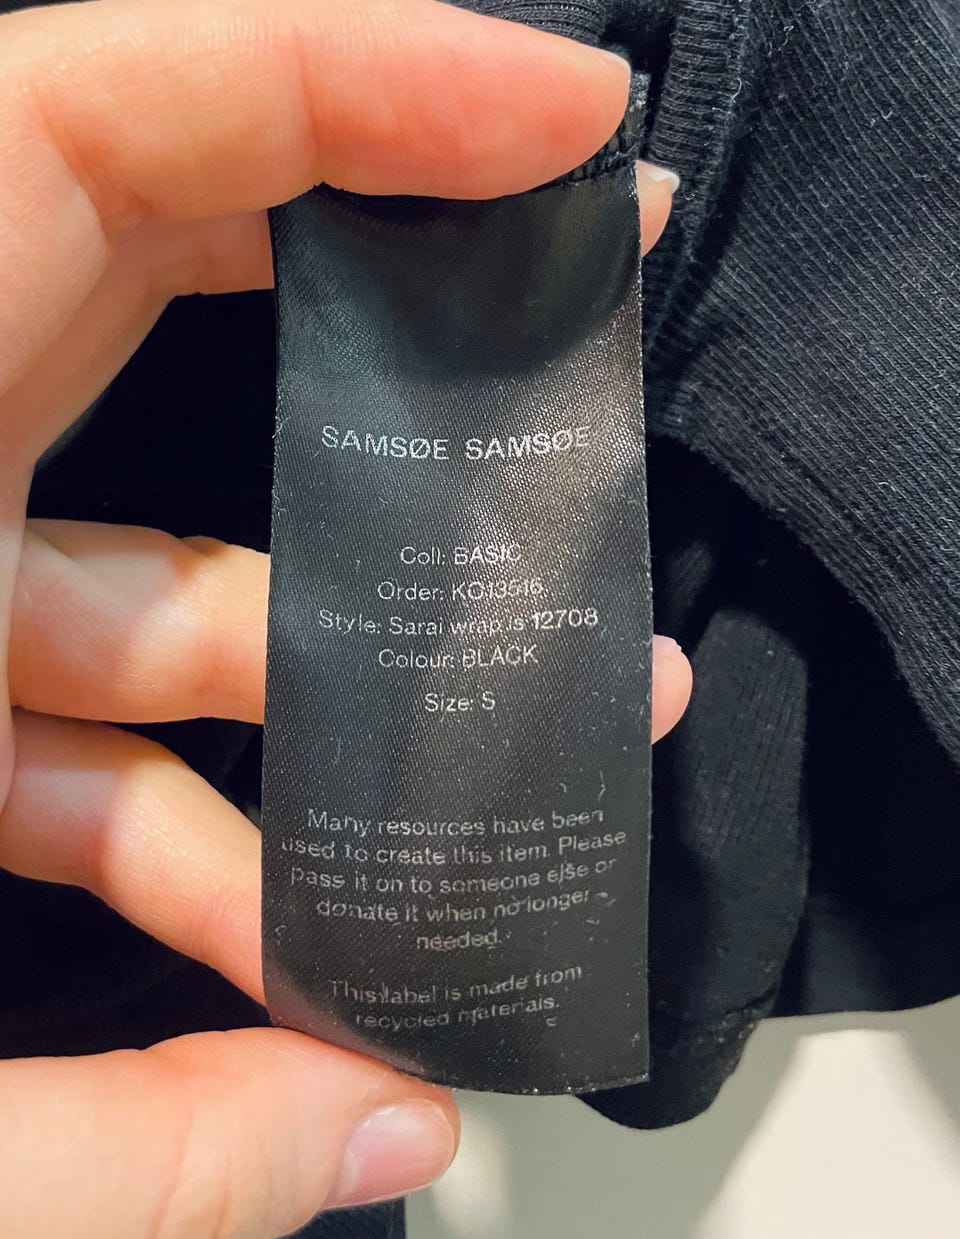 SAMSØE SAMSØE
Coll: BASIC
Order: KO13516
Style: Sarai wrap ls 12708
Colour: BLACK
Size: S
Many resources have been
used to create this item. Please
pass it on to someone else or
donate it when no longer
needed.
This label is made from
recycled materials.